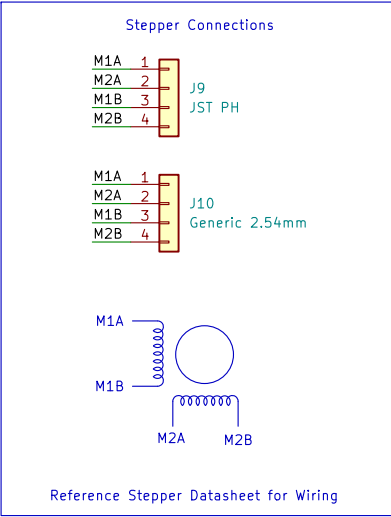 Stepper Connections
M1A 1
M2A 2
M1B 3
M2B 4
J9
JST PH
M1A 1
M2A 2
M1B 3
M2B 4
J10
Generic 2.54mm
M1A
M1B
M2A
M2B
Reference Stepper Datasheet for Wiring